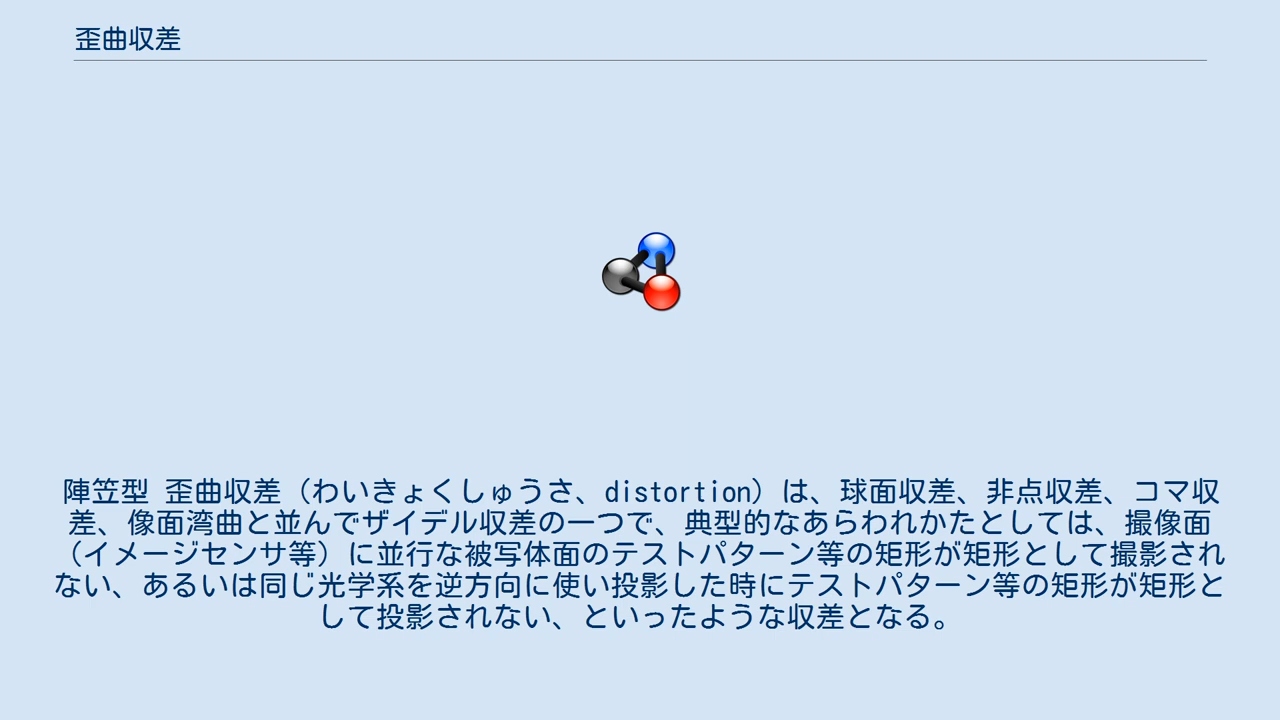 歪曲収差
陣笠型 歪曲収差（わいきょくしゅうさ、distortion）は、球面収差、非点収差、コマ収
差、像面湾曲と並んでザイデル収差の一つで、典型的なあらわれかたとしては、撮像面
（イメージセンサ等）に並行な被写体面のテストパターン等の矩形が矩形として撮影され
ない、あるいは同じ光学系を逆方向に使い投影した時にテストパターン等の矩形が矩形と
して投影されない、といったような収差となる。